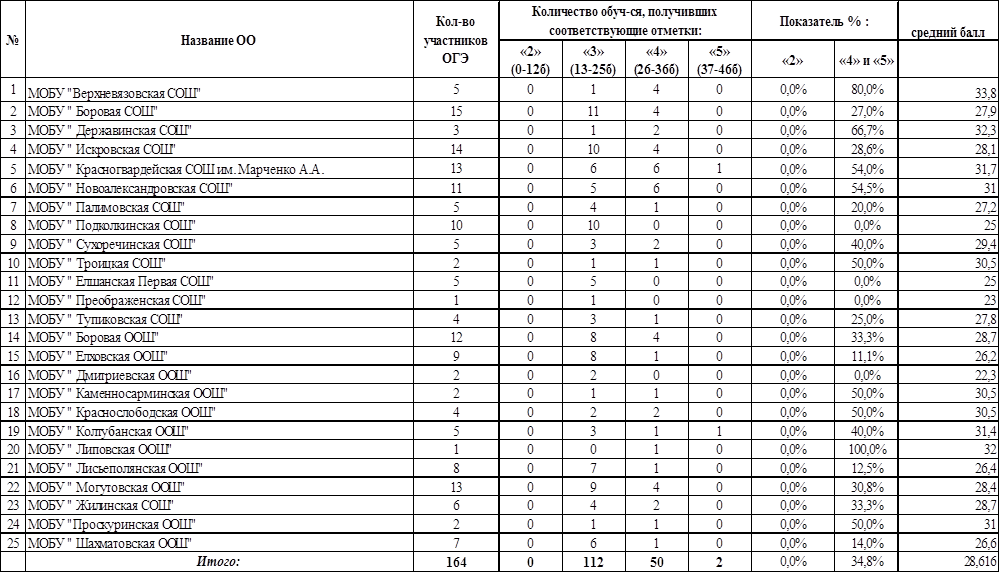 № Название ОО Кол-во участников ОГЭ Количество обуч-ся, получивших соответствующие отметки: Показатель % : средний балл
«2» (0-12б) «3» (13-25б) «4» (26-36б) «5» (37-46б) «2» «4» и «5»
1 МОБУ "Верхневязовская СОШ" 5 0 1 4 0 0,0% 80,0% 33,8
2 МОБУ " Боровая СОШ" 15 0 11 4 0 0,0% 27,0% 27,9
3 МОБУ " Державинская СОШ" 3 0 1 2 0 0,0% 66,7% 32,3
4 МОБУ " Искровская СОШ" 14 0 10 4 0 0,0% 28,6% 28,1
5 МОБУ " Красногвардейская СОШ им. Марченко А.А. 13 0 6 6 1 0,0% 54,0% 31,7
6 МОБУ " Новоалександровская СОШ" 11 0 5 6 0 0,0% 54,5% 31
7 МОБУ " Палимовская СОШ" 5 0 4 1 0 0,0% 20,0% 27,2
8 МОБУ " Подколкинская СОШ" 10 0 10 0 0 0,0% 0,0% 25
9 МОБУ " Сухоречинская СОШ" 5 0 3 2 0 0,0% 40,0% 29,4
10 МОБУ " Троицкая СОШ" 2 0 1 1 0 0,0% 50,0% 30,5
11 МОБУ " Елшанская Первая СОШ" 5 0 5 0 0 0,0% 0,0% 25
12 МОБУ " Преображенская СОШ" 1 0 1 0 0 0,0% 0,0% 23
13 МОБУ " Тупиковская СОШ" 4 0 3 1 0 0,0% 25,0% 27,8
14 МОБУ " Боровая ООШ" 12 0 8 4 0 0,0% 33,3% 28,7
15 МОБУ " Елховская ООШ" 9 0 8 1 0 0,0% 11,1% 26,2
16 МОБУ " Дмитриевская ООШ" 2 0 2 0 0 0,0% 0,0% 22,3
17 МОБУ " Каменносарминская ООШ" 2 0 1 1 0 0,0% 50,0% 30,5
18 МОБУ " Краснослободская ООШ" 4 0 2 2 0 0,0% 50,0% 30,5
19 МОБУ " Колтубанская ООШ" 5 0 3 1 1 0,0% 40,0% 31,4
20 МОБУ " Липовская ООШ" 1 0 0 1 0 0,0% 100,0% 32
21 МОБУ " Лисьеполянская ООШ" 8 0 7 1 0 0,0% 12,5% 26,4
22 МОБУ " Могутовская ООШ" 13 0 9 4 0 0,0% 30,8% 28,4
23 МОБУ " Жилинская СОШ" 6 0 4 2 0 0,0% 33,3% 28,7
24 МОБУ "Проскуринская ООШ" 2 0 1 1 0 0,0% 50,0% 31
25 МОБУ " Шахматовская ООШ" 7 0 6 1 0 0,0% 14,0% 26,6
Итого: 164 0 112 50 2 0,0% 34,8% 28,616